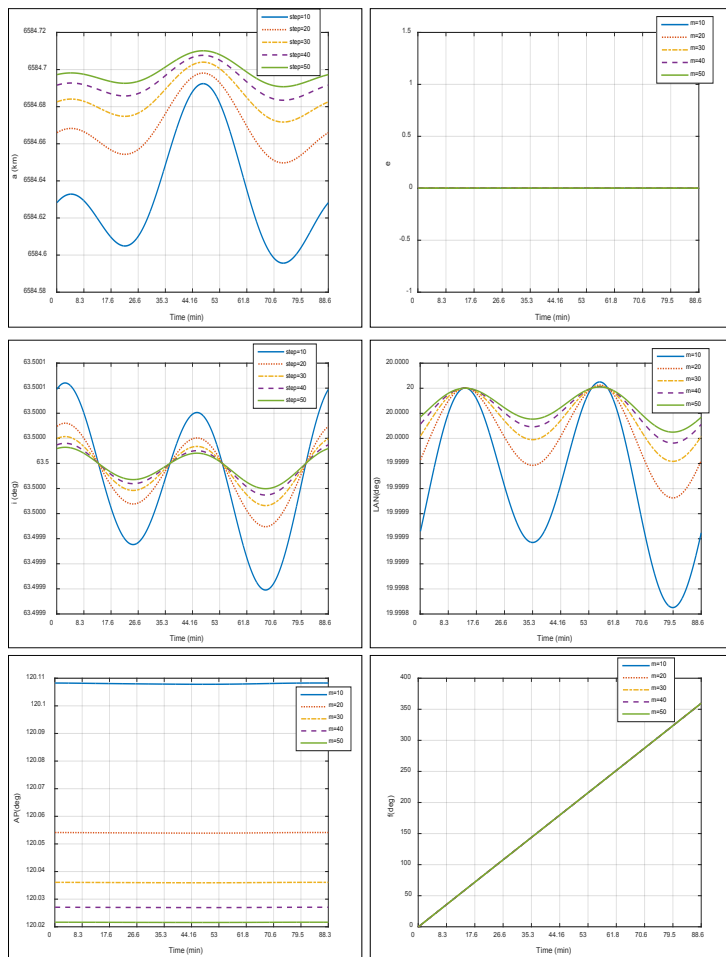 6584.72
6584.7
6584.68
6584.66
6584.64
6584.62
6584.6
6584.58
a (km)
0 8.3 17.6 26.6 35.3 44.16 53 61.8 70.6 79.5 88.6
Time (min)
step=10
step=20
step=30
step=40
step=50
1.5
1
0.5
0
-0.5
-1
e
0 8.3 17.6 26.6 35.3 44.16 53 61.8 70.6 79.5 88.6
Time (min)
m=10
m=20
m=30
m=40
m=50
63.5001
63.5001
63.5000
63.5000
63.5
63.5000
63.5000
63.4999
63.4999
i (deg)
0 8.3 17.6 26.6 35.3 44.16 53 61.8 70.6 79.5 88.6
Time (min)
step=10
step=20
step=30
step=40
step=50
20.0000
20
20.0000
20.0000
19.9999
19.9999
19.9999
19.9999
19.9998
19.9998
LAN(deg)
0 8.3 17.6 26.6 35.3 44.16 53 61.8 70.6 79.5 88.6
Time (min)
m=10
m=20
m=30
m=40
m=50
120.11
120.1
120.09
120.08
120.07
120.06
120.05
120.04
120.03
120.02
AP(deg)
0 8.3 17.6 26.6 35.3 44.16 53 61.8 70.6 79.5 88.3
Time (min)
m=10
m=20
m=30
m=40
m=50
400
350
300
250
200
150
100
50
0
f(deg)
0 8.3 17.6 26.6 35.3 44.16 53 61.8 70.6 79.5 88.6
Time (min)
m=10
m=20
m=30
m=40
m=50